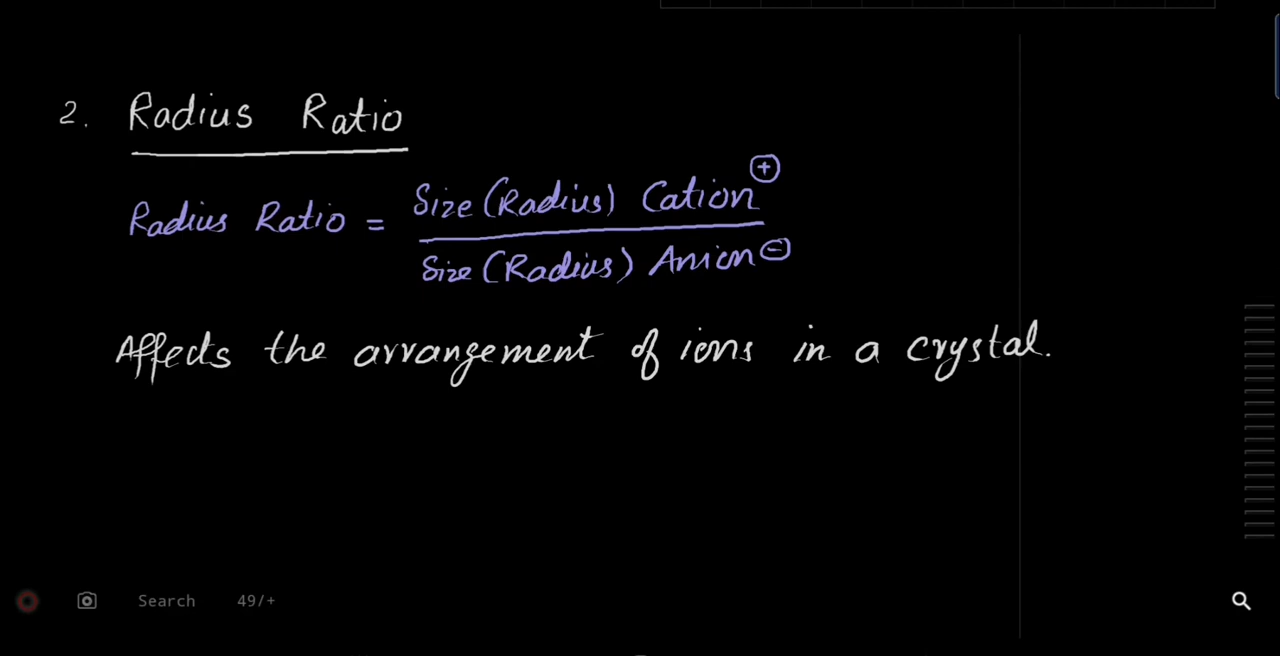 2. Radius Ratio
Radius Ratio = Size (Radius) Cation⊕
Size (Radius) Anion⊖
Affects the arrangement of ions in a crystal.
Search 49/+